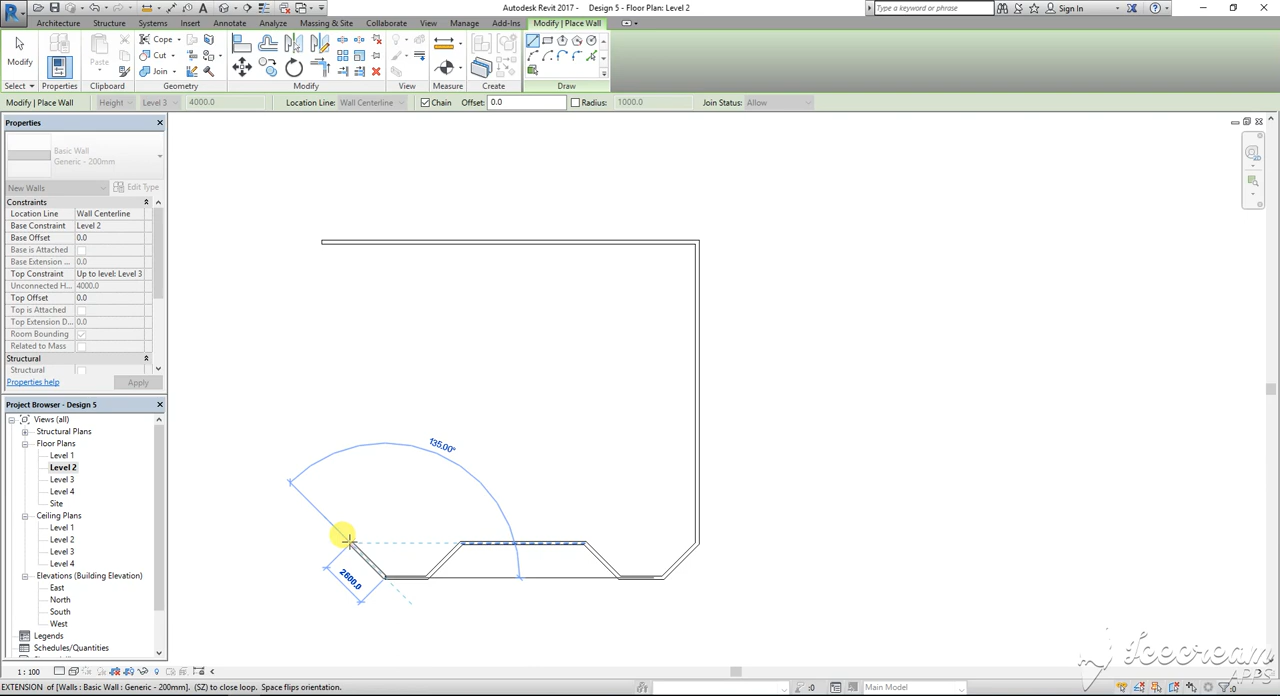 Autodesk Revit 2017 - Design 5 - Floor Plan: Level 2
Type a keyword or phrase
Sign In
Architecture Structure Systems Insert Annotate Analyze Massing & Site Collaborate View Manage Add-Ins Modify | Place Wall
Modify
Paste
Cope
Cut
Join
Select Properties Clipboard Geometry Modify View Measure Create Draw
Modify | Place Wall Height Level 3 4000.0 Location Line: Wall Centerline Chain Offset: 0.0 Radius: 1000.0 Join Status: Allow
Properties
Basic Wall
Generic - 200mm
New Walls Edit Type
Constraints
Location Line Wall Centerline
Base Constraint Level 2
Base Offset 0.0
Base is Attached
Base Extension ... 0.0
Top Constraint Up to level: Level 3
Unconnected H... 4000.0
Top Offset 0.0
Top is Attached
Top Extension D... 0.0
Room Bounding
Related to Mass
Structural
Structural
Properties help Apply
Project Browser - Design 5
Views (all)
Structural Plans
Floor Plans
Level 1
Level 2
Level 3
Level 4
Site
Ceiling Plans
Level 1
Level 2
Level 3
Level 4
Elevations (Building Elevation)
East
North
South
West
Legends
Schedules/Quantities
135.00°
2600.0
1 : 100
EXTENSION of [Walls : Basic Wall : Generic - 200mm]. (SZ) to close loop. Space flips orientation.
:0
Main Model
:0
Icecream
APPS